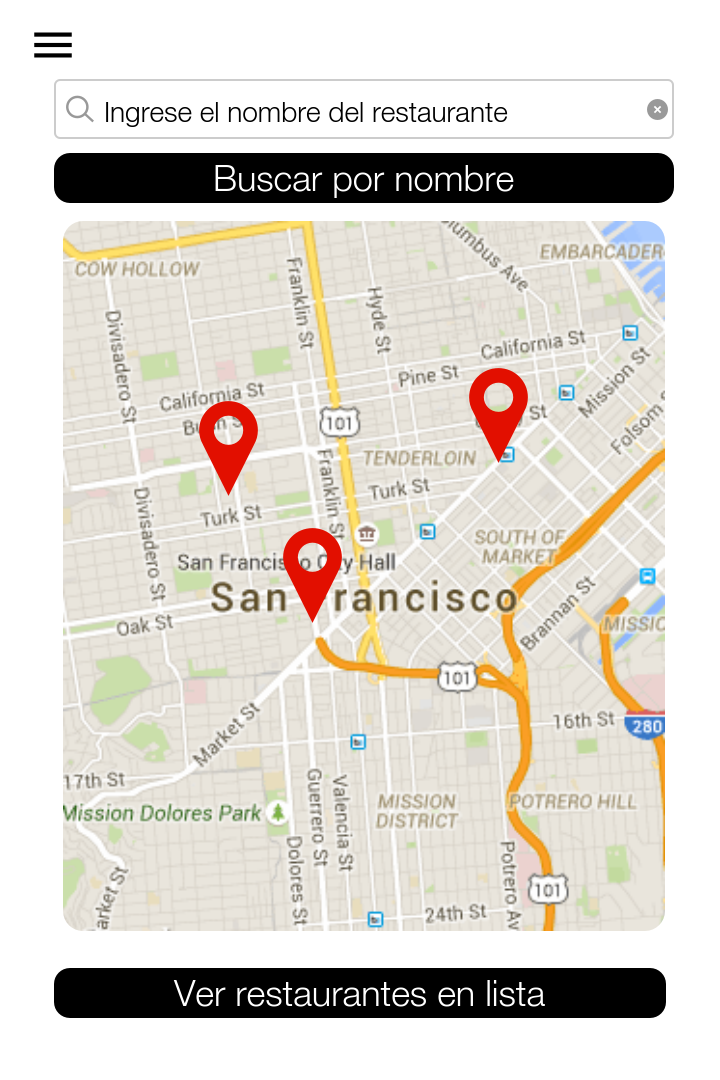 Ingrese el nombre del restaurante
Buscar por nombre
COW HOLLOW
Columbus Ave
EMBARCADER
Franklin St
Hyde St
Divisadero St
California St
Pine St
Mission St
California St
Folsom S
St
101
TENDERLOIN
Franklin St
Turk St
Turk St
Divisadero St
SOUTH OF
MARKET
San Francisco City Hall
San Francisco
Brannan St
Oak St
MISSIO
101
Market St
16th St
280
17th St
Mission Dolores Park
Guerrero St
Valencia St
MISSION
DISTRICT
POTRERO HILL
Dolores St
Potrero Av
Market St
101
24th St
Ver restaurantes en lista